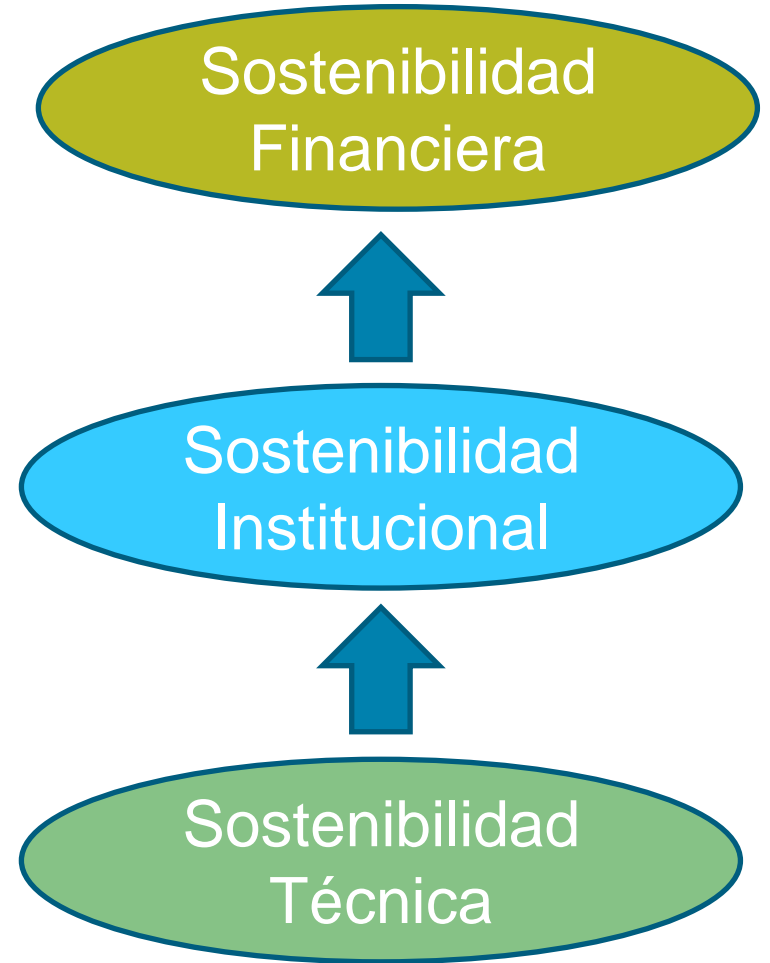 Sostenibilidad
Financiera
Sostenibilidad
Institucional
Sostenibilidad
Técnica